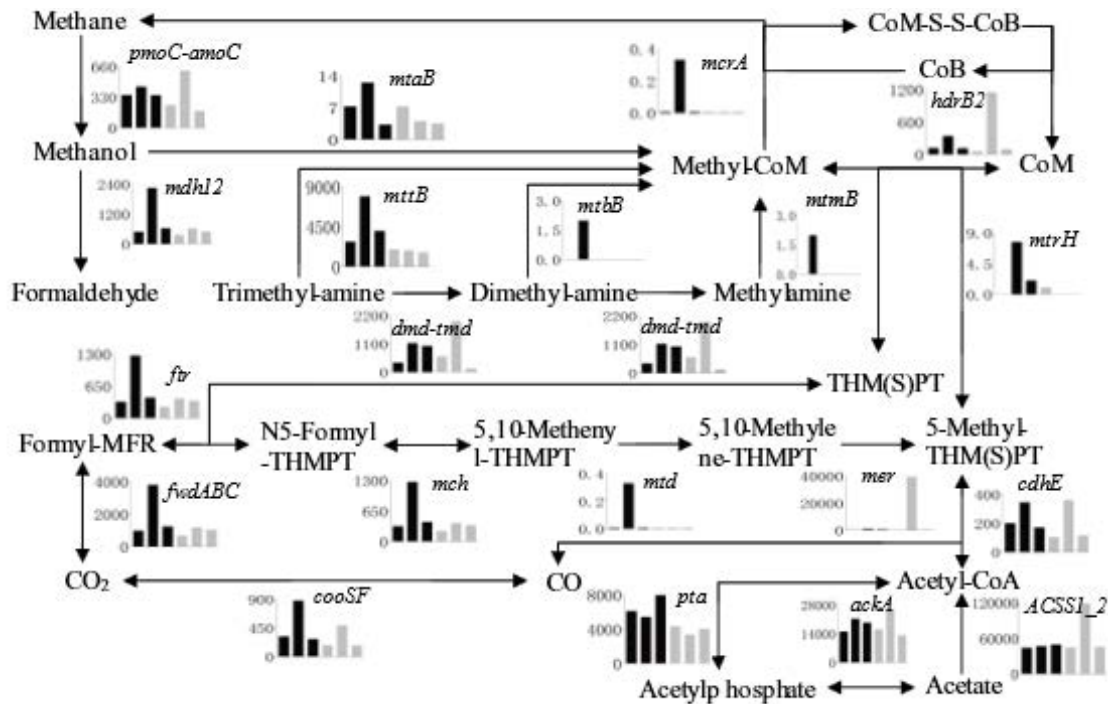 Methane
CoM-S-S-CoB
pmoC-amoC
660
330
0
mtaB
14
7
0
mcrA
0.4
0.2
0.0
CoB
hdrB2
1200
600
0
Methanol
Methyl-CoM
CoM
mdh12
2400
1200
0
mttB
9000
4500
0
mtbB
3.0
1.5
0.0
mtmB
3.0
1.5
0.0
mtrH
9.0
4.5
0.0
Formaldehyde
Trimethyl-amine
Dimethyl-amine
Methylamine
dmd-tmd
2200
1100
0
dmd-tmd
2200
1100
0
ftr
1300
650
0
THM(S)PT
Formyl-MFR
N5-Formyl
-THMPT
5,10-Metheny
l-THMPT
5,10-Methyle
ne-THMPT
5-Methyl-
THM(S)PT
fwdABC
4000
2000
0
mch
1300
650
0
mtd
0.4
0.2
0.0
mer
40000
20000
0
cdhE
400
200
0
CO2
CO
Acetyl-CoA
cooSF
900
450
0
pta
8000
4000
0
ackA
28000
14000
0
ACSS1_2
120000
60000
0
Acetylp hosphate
Acetate